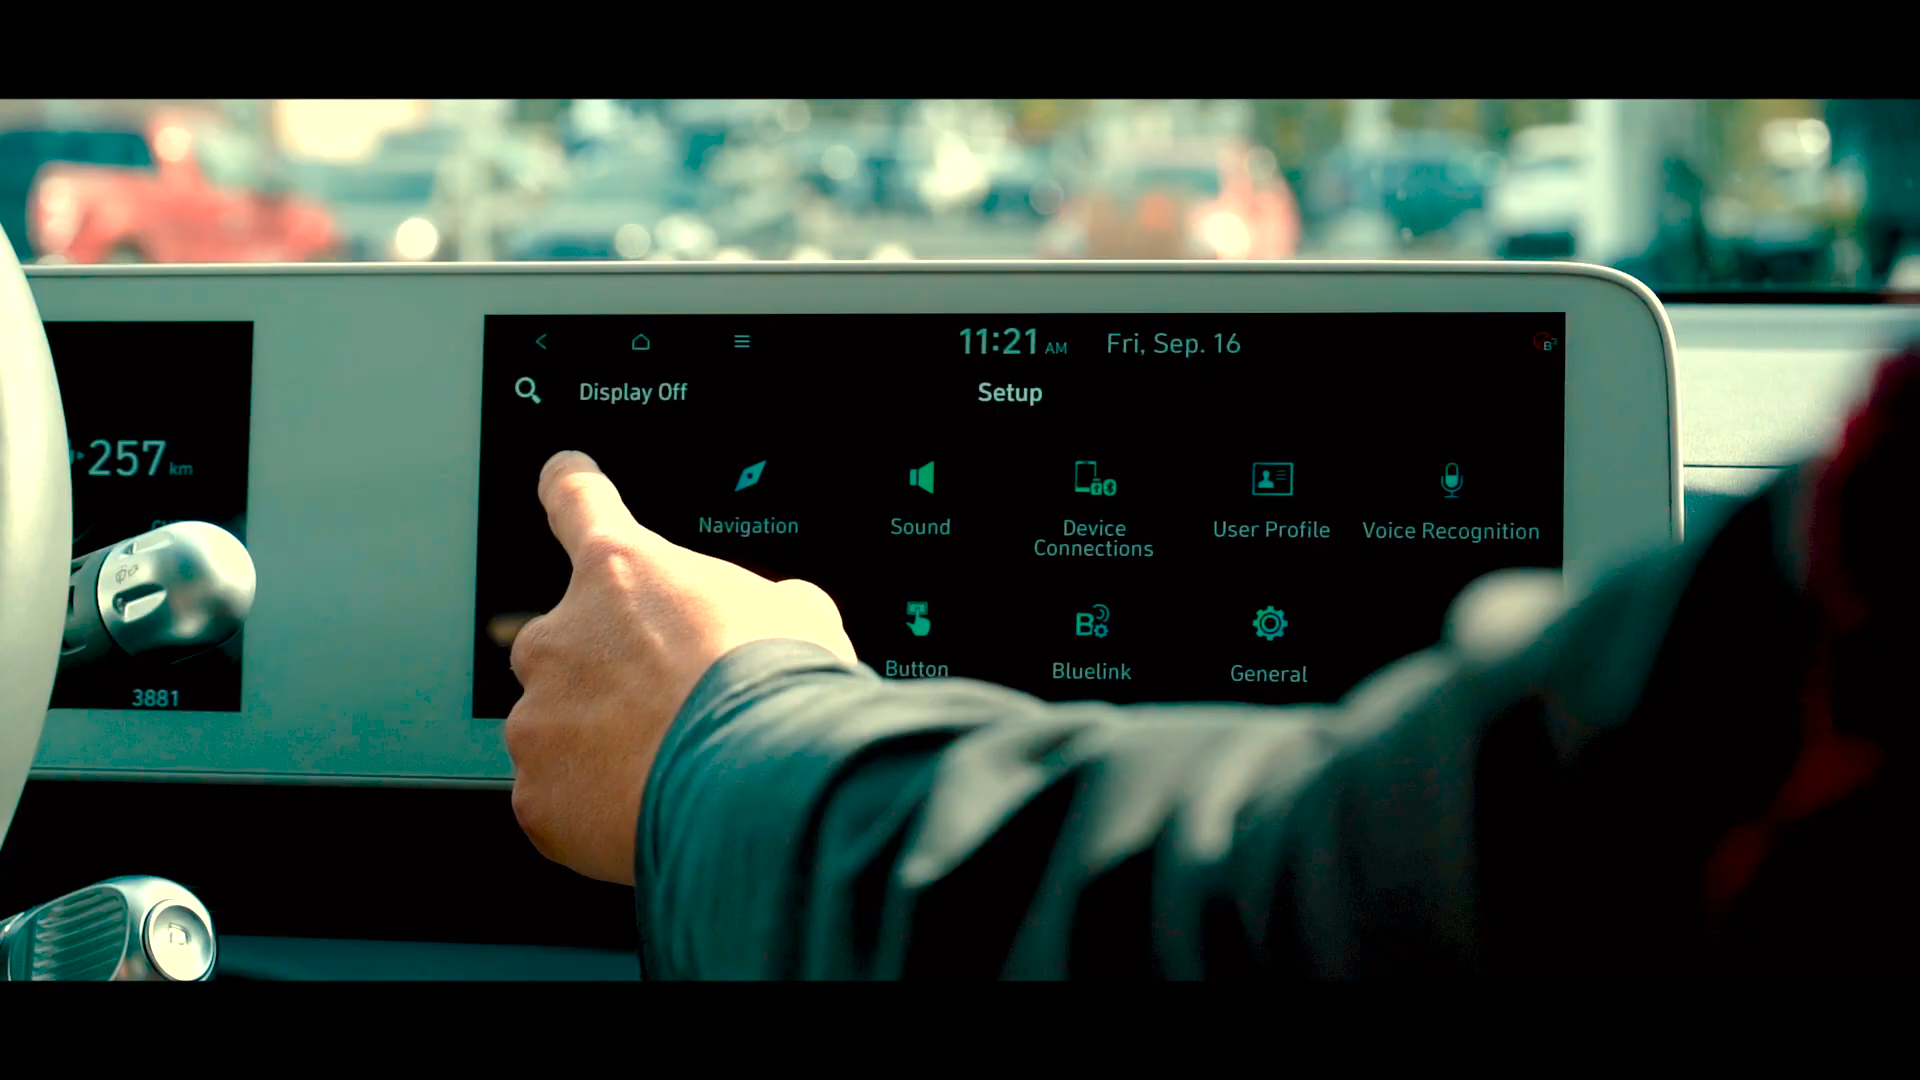 11:21 AM Fri, Sep. 16
Display Off
Setup
257 km
Navigation
Sound
Device
Connections
User Profile
Voice Recognition
Button
Bluelink
General
3881